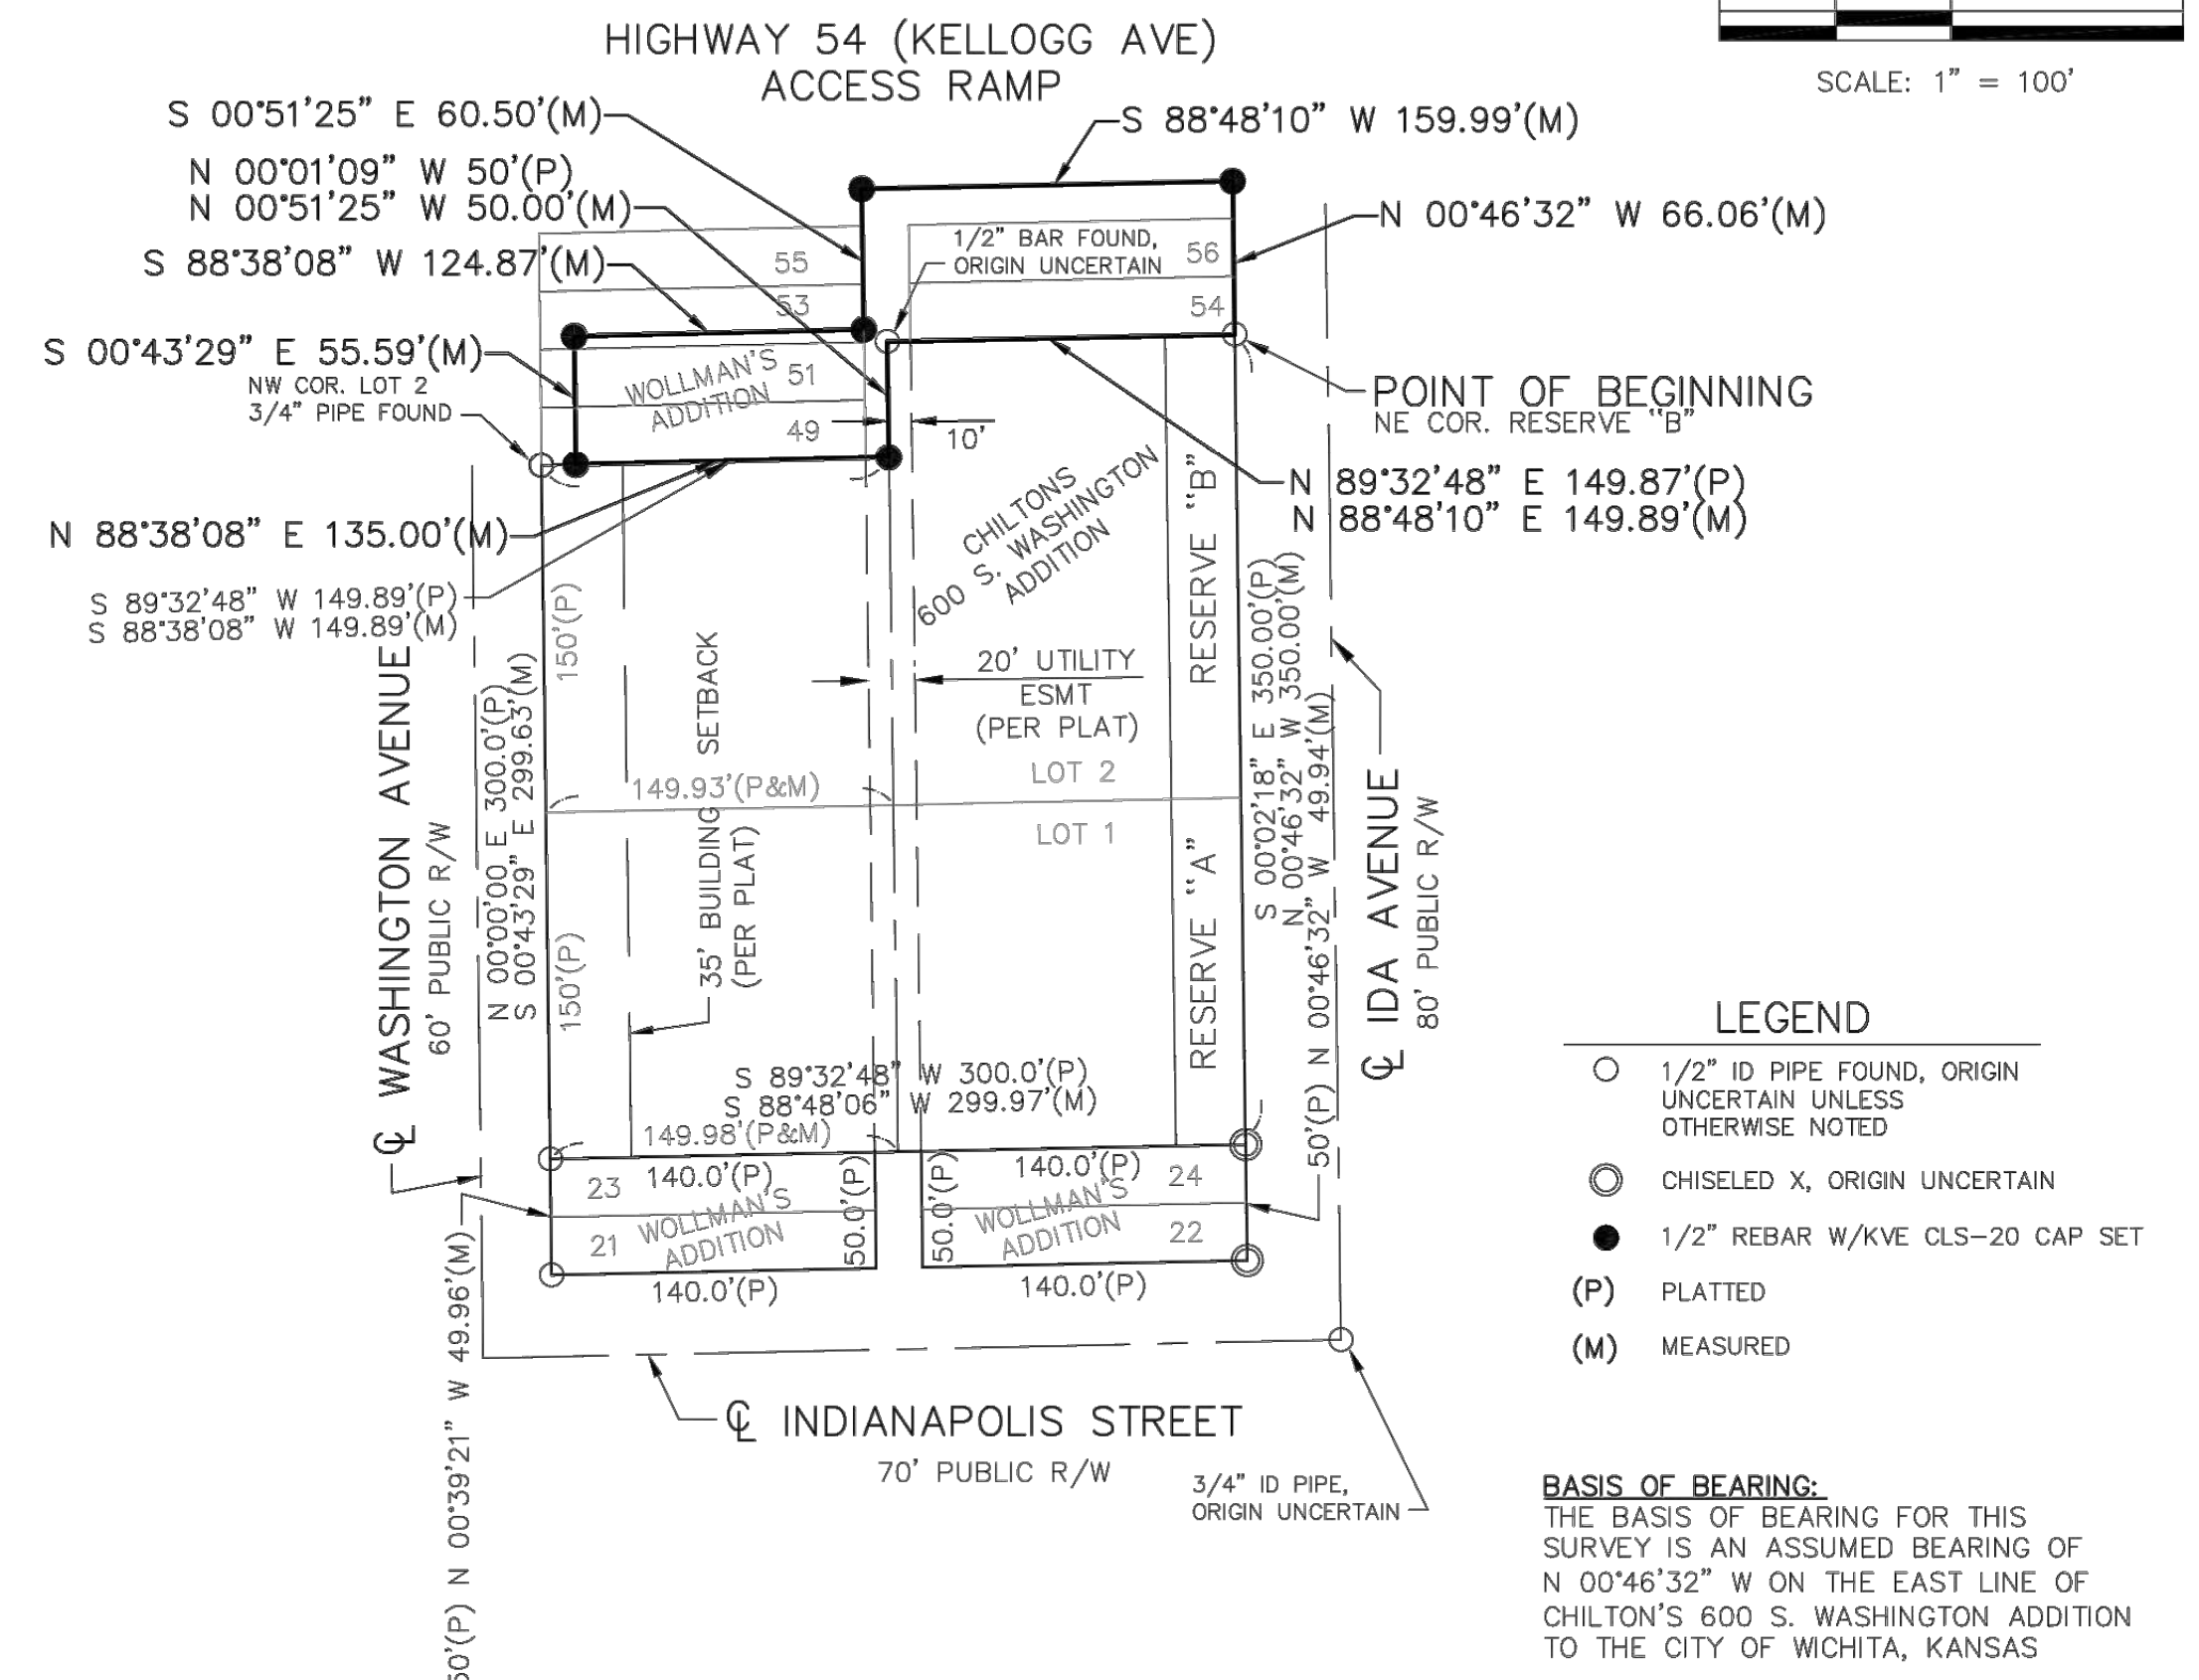 HIGHWAY 54 (KELLOGG AVE)
ACCESS RAMP
SCALE: 1" = 100'
S 00°51'25" E 60.50'(M)
S 88°48'10" W 159.99'(M)
N 00°01'09" W 50'(P)
N 00°51'25" W 50.00'(M)
N 00°46'32" W 66.06'(M)
S 88°38'08" W 124.87'(M)
55
53
1/2" BAR FOUND,
ORIGIN UNCERTAIN
56
54
S 00°43'29" E 55.59'(M)
NW COR. LOT 2
3/4" PIPE FOUND
WOLLMAN'S
ADDITION
51
49
10'
POINT OF BEGINNING
NE COR. RESERVE "B"
N 89°32'48" E 149.87'(P)
N 88°48'10" E 149.89'(M)
N 88°38'08" E 135.00'(M)
S 89°32'48" W 149.89'(P)
S 88°38'08" W 149.89'(M)
CHILTONS
600 S. WASHINGTON
ADDITION
RESERVE "B"
150'(P)
20' UTILITY
ESMT
(PER PLAT)
LOT 2
LOT 1
149.93'(P&M)
35' BUILDING SETBACK
(PER PLAT)
℄ WASHINGTON AVENUE
60' PUBLIC R/W
N 00°00'00 E 300.0'(P)
S 00°43'29" E 299.63'(M)
150'(P)
RESERVE "A"
S 00°02'18" E 350.00'(P)
N 00°46'32" W 350.00'(M)
50'(P) N 00°46'32" W 49.94'(M)
℄ IDA AVENUE
80' PUBLIC R/W
S 89°32'48" W 300.0'(P)
S 88°48'06" W 299.97'(M)
149.98'(P&M)
140.0'(P)
140.0'(P)
23
WOLLMAN'S
ADDITION
21
50.0'(P)
50.0'(P)
WOLLMAN'S
ADDITION
24
22
140.0'(P)
140.0'(P)
50'(P) N 00°39'21" W 49.96'(M)
℄ INDIANAPOLIS STREET
70' PUBLIC R/W
3/4" ID PIPE,
ORIGIN UNCERTAIN
LEGEND
1/2" ID PIPE FOUND, ORIGIN
UNCERTAIN UNLESS
OTHERWISE NOTED
CHISELED X, ORIGIN UNCERTAIN
1/2" REBAR W/KVE CLS-20 CAP SET
(P) PLATTED
(M) MEASURED
BASIS OF BEARING:
THE BASIS OF BEARING FOR THIS
SURVEY IS AN ASSUMED BEARING OF
N 00°46'32" W ON THE EAST LINE OF
CHILTON'S 600 S. WASHINGTON ADDITION
TO THE CITY OF WICHITA, KANSAS